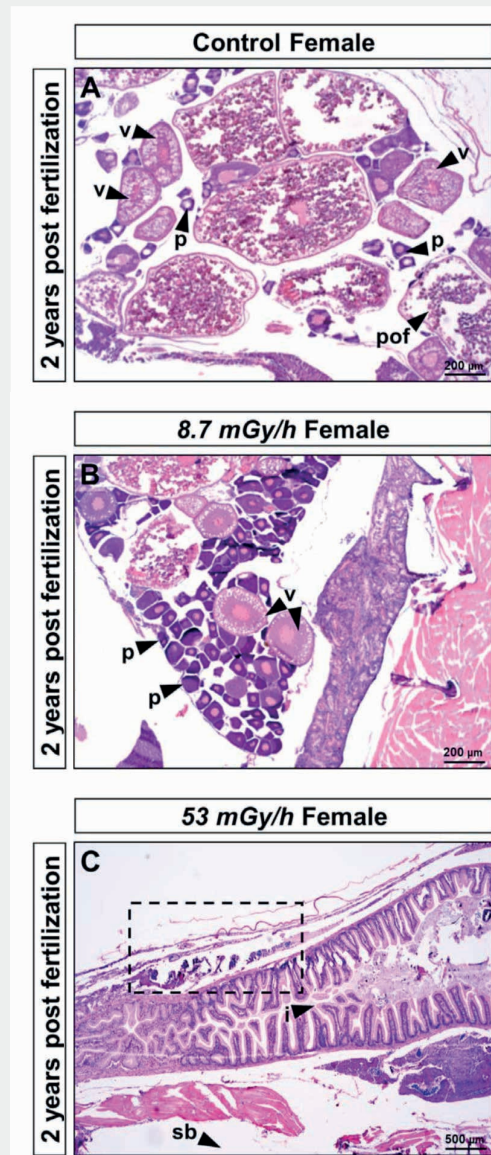 Control Female
2 years post fertilization
A
v
v
v
p
p
pof
200 µm
8.7 mGy/h Female
2 years post fertilization
B
v
p
p
200 µm
53 mGy/h Female
2 years post fertilization
C
i
sb
500 µm